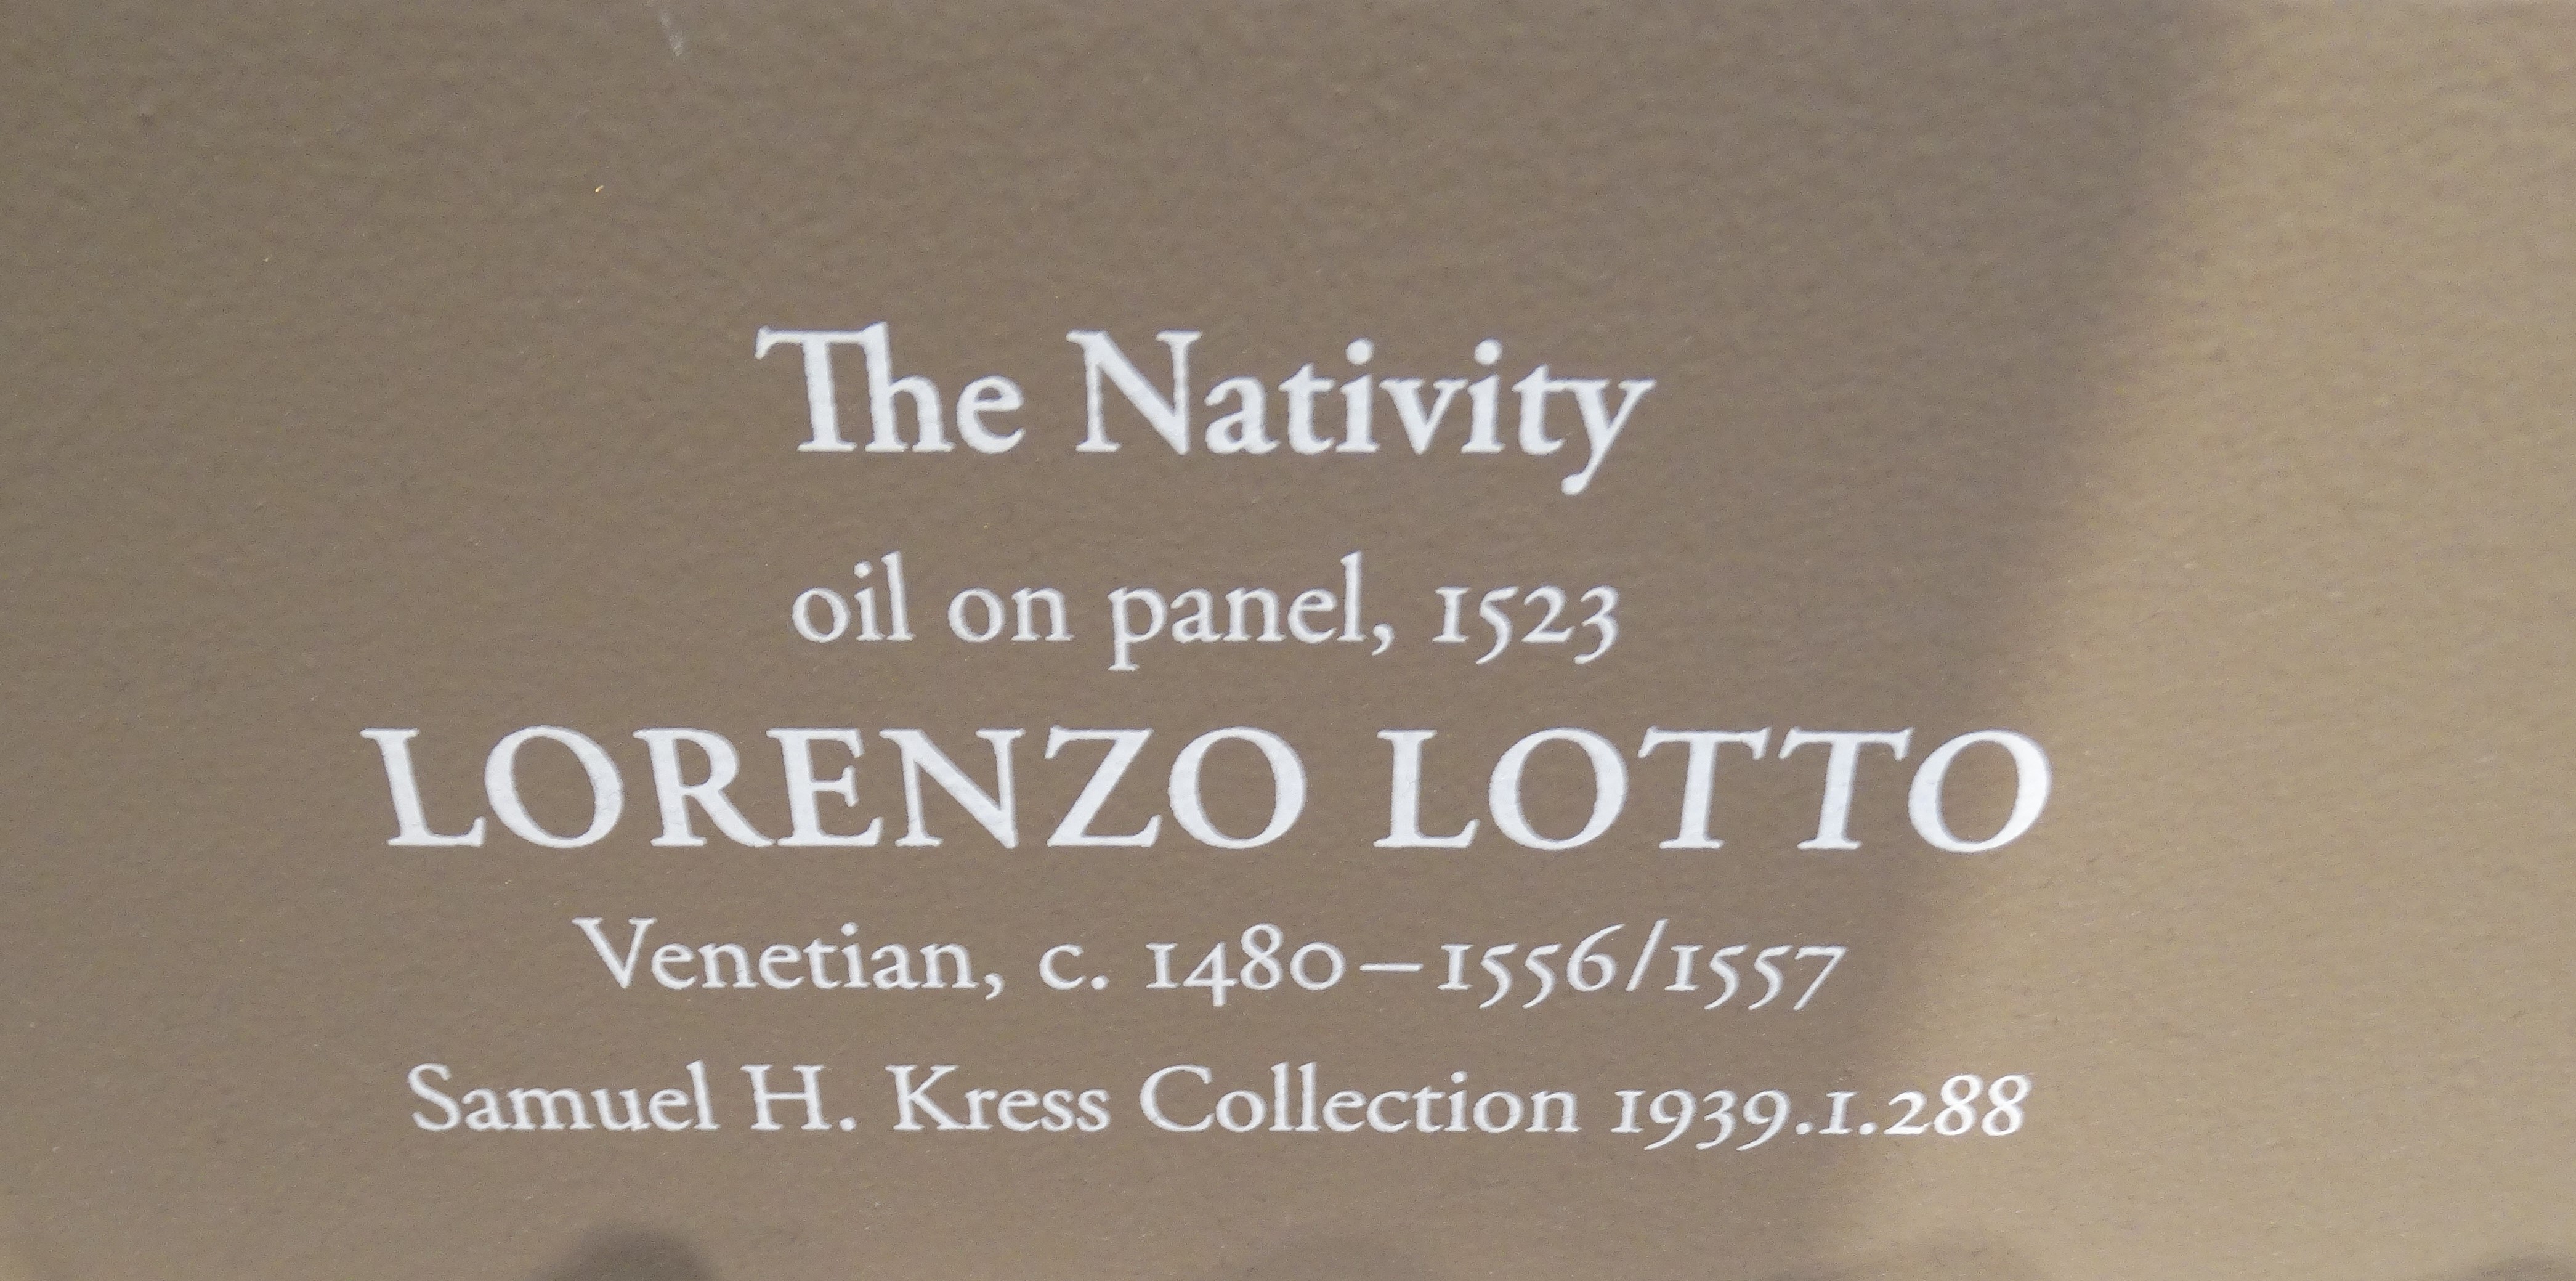 The Nativity
oil on panel, 1523
LORENZO LOTTO
Venetian, c. 1480–1556/1557
Samuel H. Kress Collection 1939.1.288